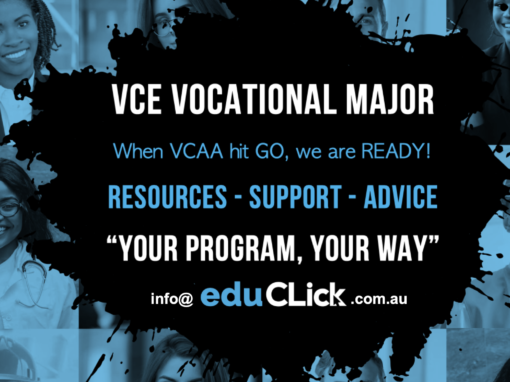 VCE VOCATIONAL MAJOR
When VCAA hit GO, we are READY!
RESOURCES - SUPPORT - ADVICE
“YOUR PROGRAM, YOUR WAY”
info@ eduCLick .com.au